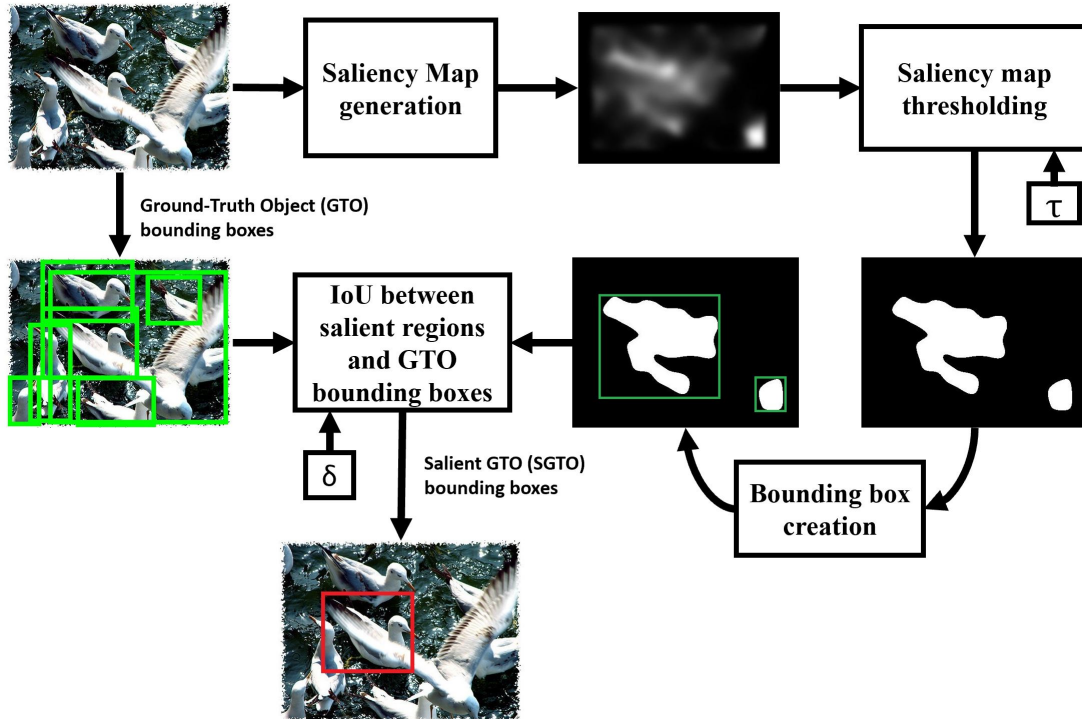 Saliency Map
generation
Saliency map
thresholding
τ
Ground-Truth Object (GTO)
bounding boxes
IoU between
salient regions
and GTO
bounding boxes
δ
Salient GTO (SGTO)
bounding boxes
Bounding box
creation